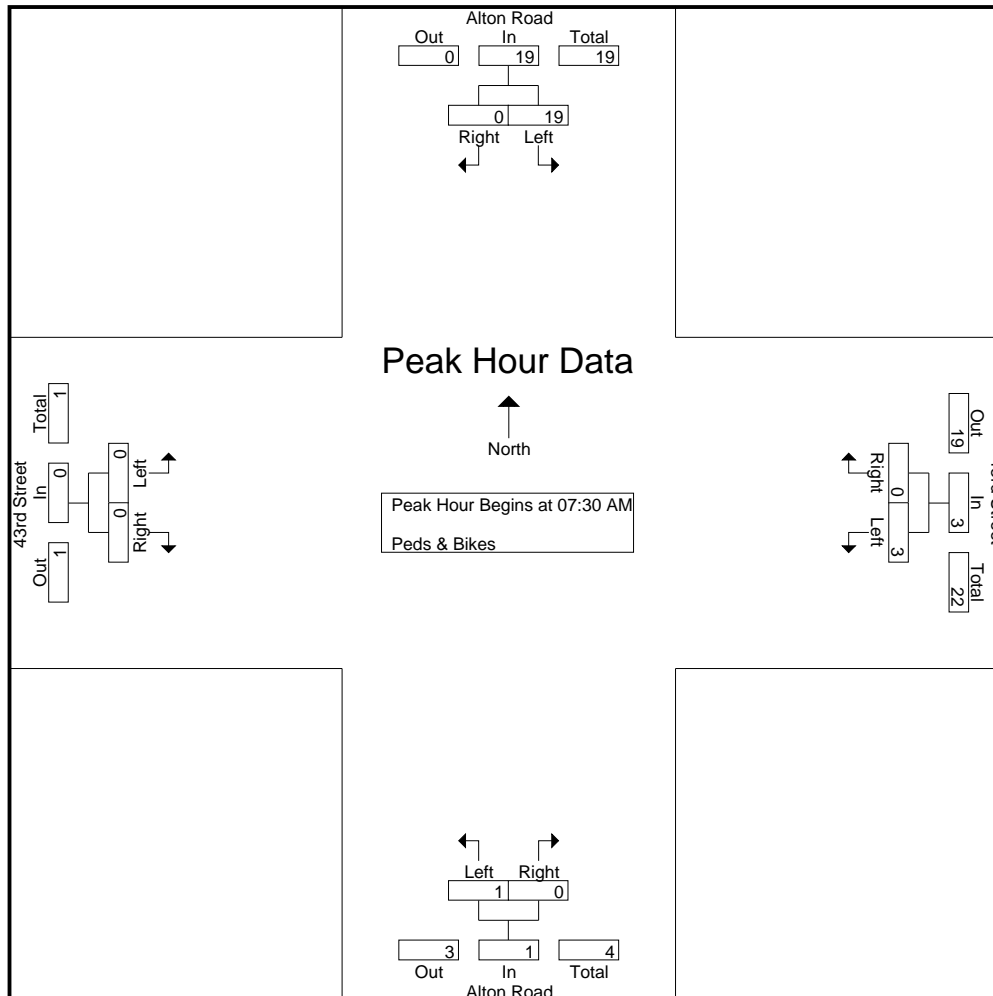 Alton Road
Out In Total
0 19 19
0 19
Right Left
Peak Hour Data
North
Peak Hour Begins at 07:30 AM
Peds & Bikes
43rd Street
Total In Out
1 0 1
0 0
Left Right
Out In Total
19 3 22
0 3
Right Left
Left Right
1 0
3 1 4
Out In Total
Alton Road